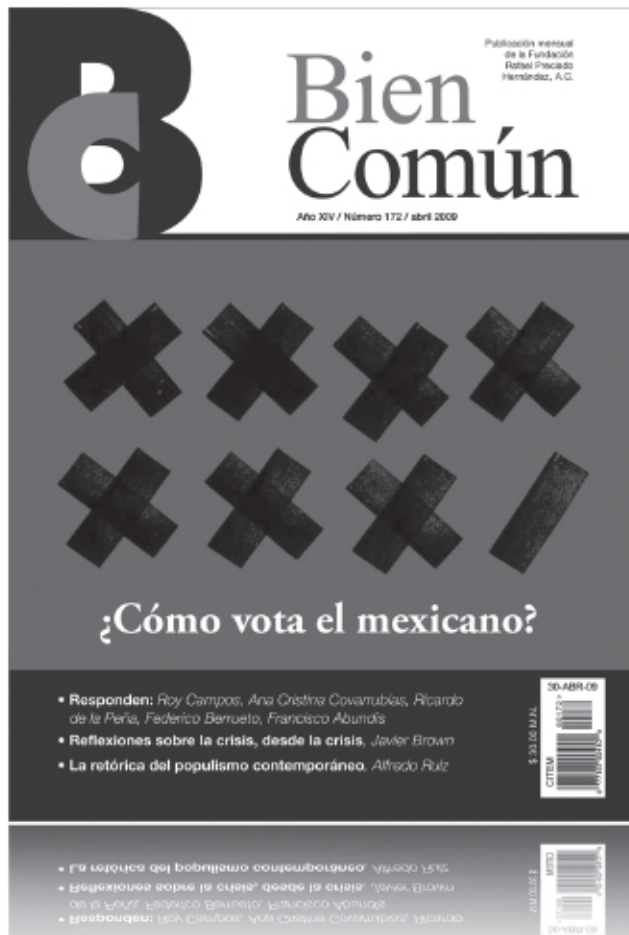 Publicación mensual
de la Fundación
Rafael Preciado
Hernández, A.C.
Bien
Común
Año XIV / Número 172 / abril 2009
¿Cómo vota el mexicano?
• Responden: Roy Campos, Ana Cristina Covarrubias, Ricardo
de la Peña, Federico Berrueto, Francisco Abundis
• Reflexiones sobre la crisis, desde la crisis, Javier Brown
• La retórica del populismo contemporáneo, Alfredo Ruiz
30-ABR-09
CITEM
$ 30.00 M.N.